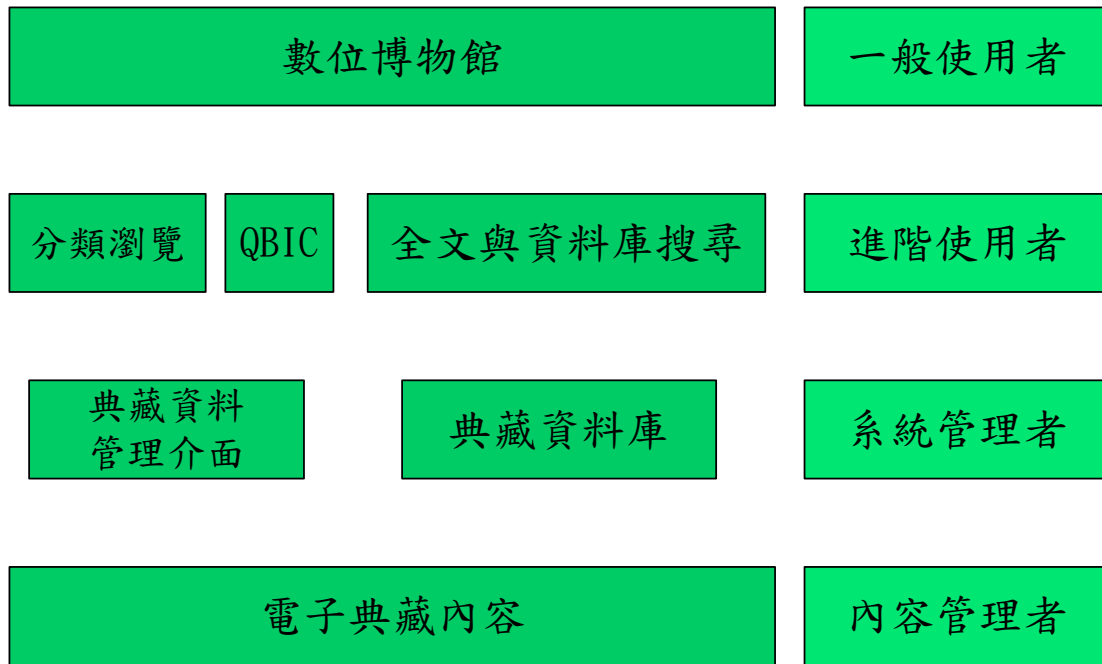 數位博物館
一般使用者
分類瀏覽
QBIC
全文與資料庫搜尋
進階使用者
典藏資料
管理介面
典藏資料庫
系統管理者
電子典藏內容
內容管理者